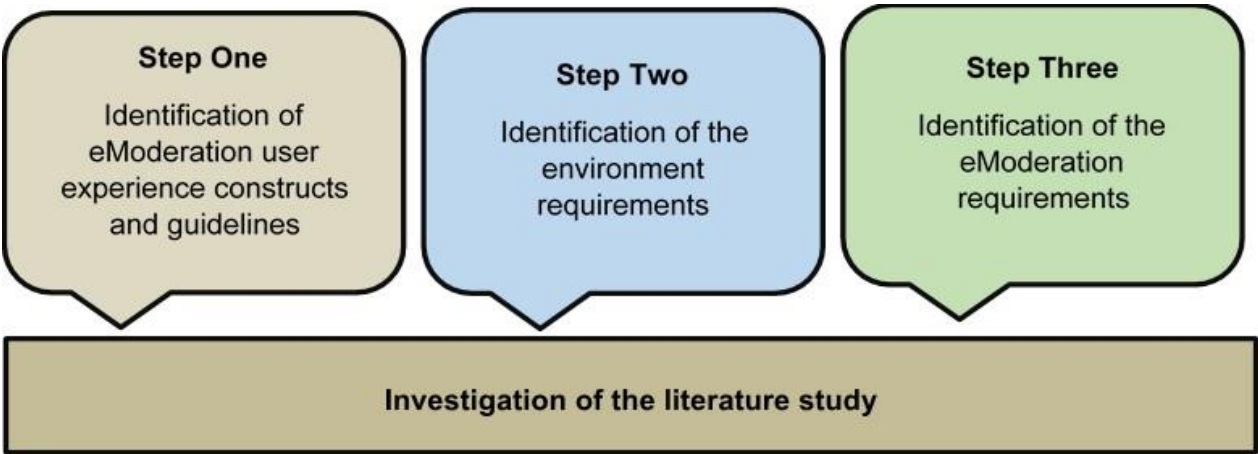 Step One
Identification of
eModeration user
experience constructs
and guidelines
Step Two
Identification of the
environment
requirements
Step Three
Identification of the
eModeration
requirements
Investigation of the literature study